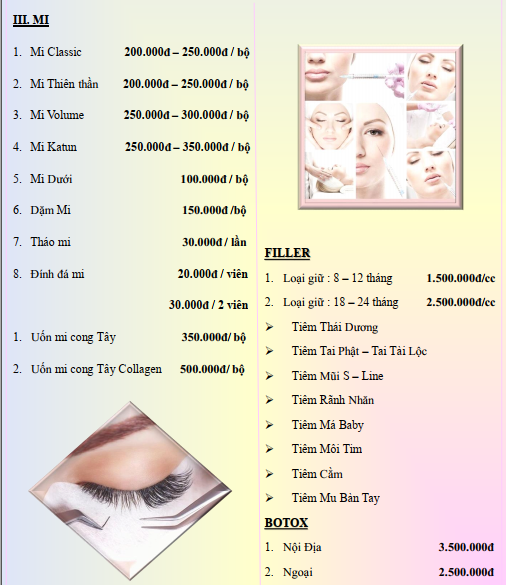 III. MI
1. Mi Classic 200.000đ – 250.000đ / bộ
2. Mi Thiên thần 200.000đ – 250.000đ / bộ
3. Mi Volume 250.000đ – 300.000đ / bộ
4. Mi Katun 250.000đ – 350.000đ / bộ
5. Mi Dưới 100.000đ / bộ
6. Dặm Mi 150.000đ /bộ
7. Tháo mi 30.000đ / lần
8. Đính đá mi 20.000đ / viên
30.000đ / 2 viên
1. Uốn mi cong Tây 350.000đ/ bộ
2. Uốn mi cong Tây Collagen 500.000đ/ bộ
FILLER
1. Loại giữ : 8 – 12 tháng 1.500.000đ/cc
2. Loại giữ : 18 – 24 tháng 2.500.000đ/cc
➢ Tiêm Thái Dương
➢ Tiêm Tai Phật – Tai Tài Lộc
➢ Tiêm Mũi S – Line
➢ Tiêm Rãnh Nhăn
➢ Tiêm Má Baby
➢ Tiêm Môi Tim
➢ Tiêm Cằm
➢ Tiêm Mu Bàn Tay
BOTOX
1. Nội Địa 3.500.000đ
2. Ngoại 2.500.000đ